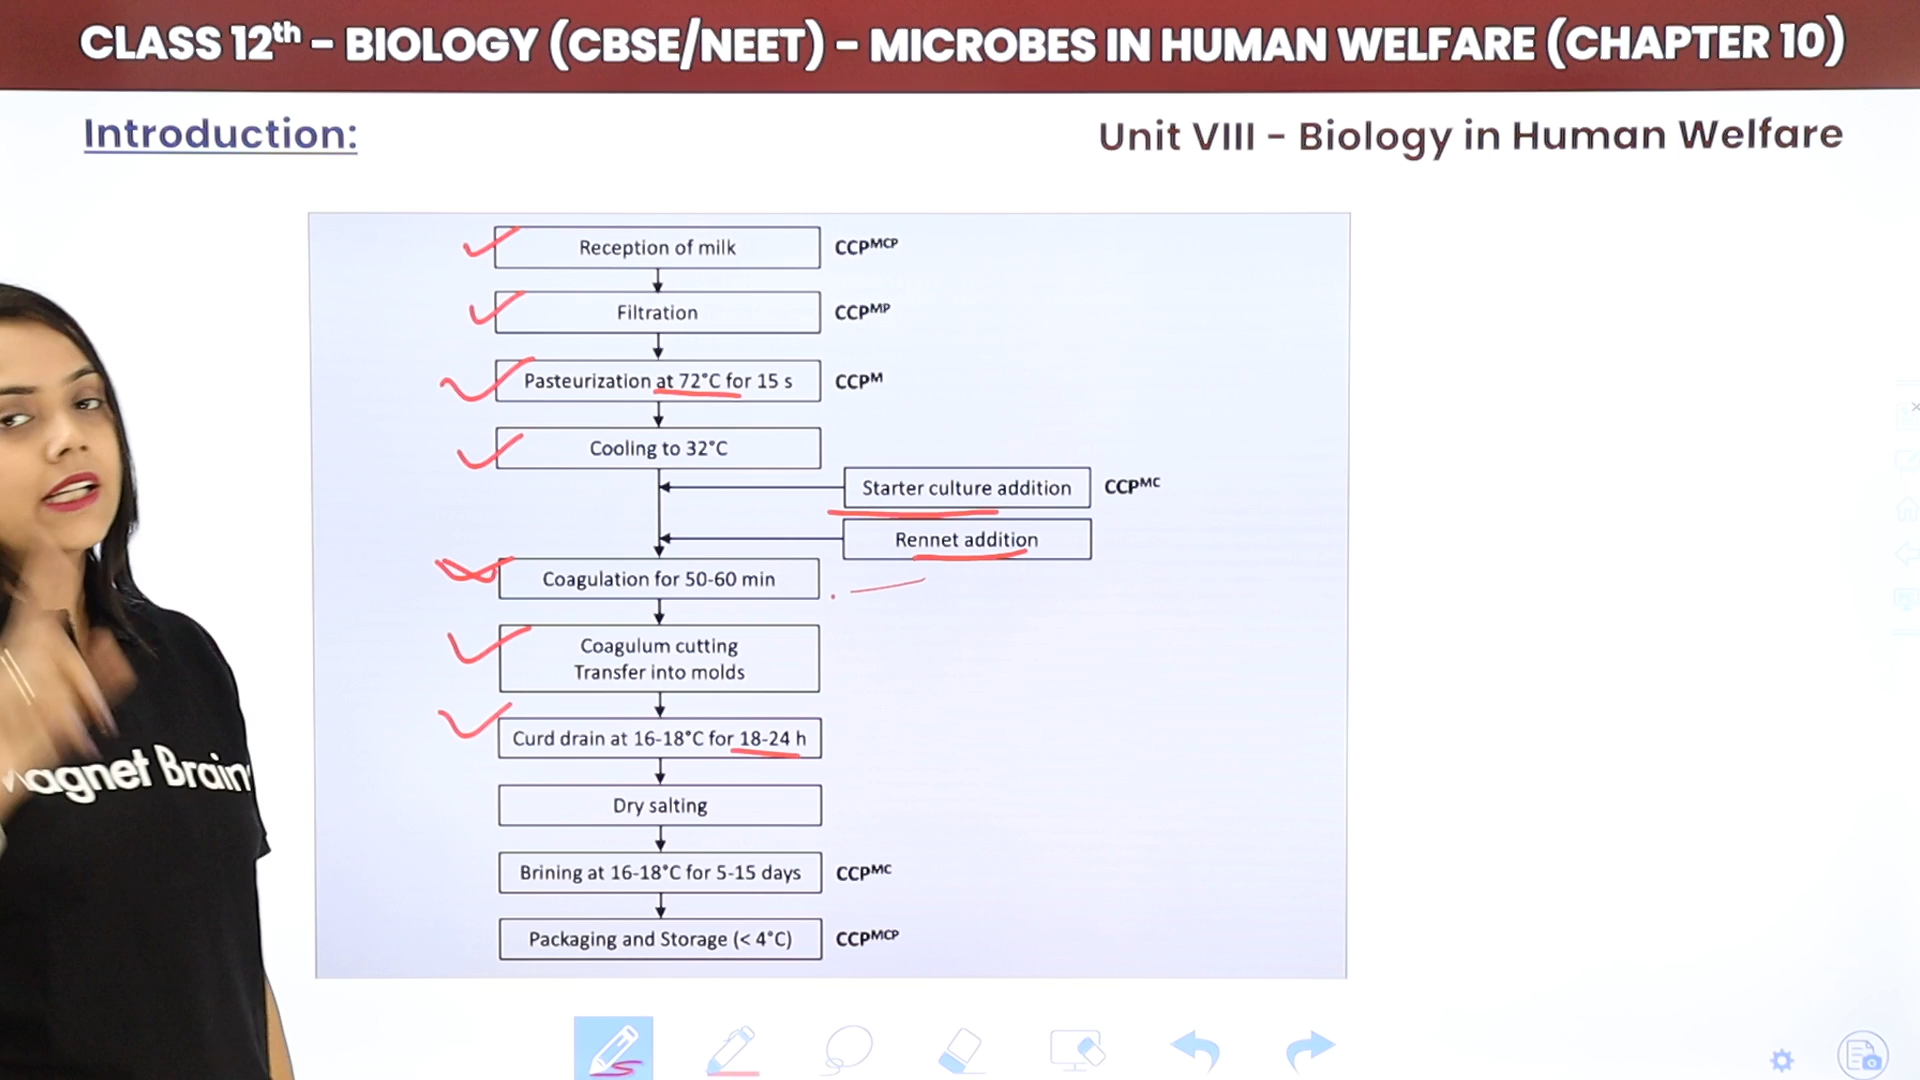 CLASS 12th – BIOLOGY (CBSE/NEET) – MICROBES IN HUMAN WELFARE (CHAPTER 10)
Introduction:
Unit VIII – Biology in Human Welfare
Reception of milk CCPMCP
Filtration CCPMP
Pasteurization at 72°C for 15 s CCPM
Cooling to 32°C
Starter culture addition CCPMC
Rennet addition
Coagulation for 50-60 min
Coagulum cutting
Transfer into molds
Curd drain at 16-18°C for 18-24 h
Dry salting
Brining at 16-18°C for 5-15 days CCPMC
Packaging and Storage (< 4°C) CCPMCP
Magnet Brain